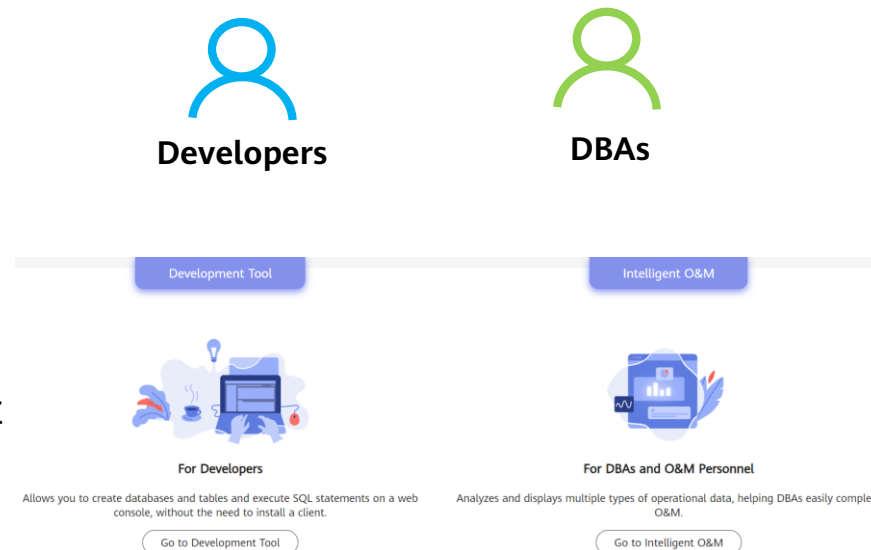 Developers
DBAs
Development Tool
Intelligent O&M
For Developers
For DBAs and O&M Personnel
Allows you to create databases and tables and execute SQL statements on a web
console, without the need to install a client.
Analyzes and displays multiple types of operational data, helping DBAs easily comple
O&M.
Go to Development Tool
Go to Intelligent O&M